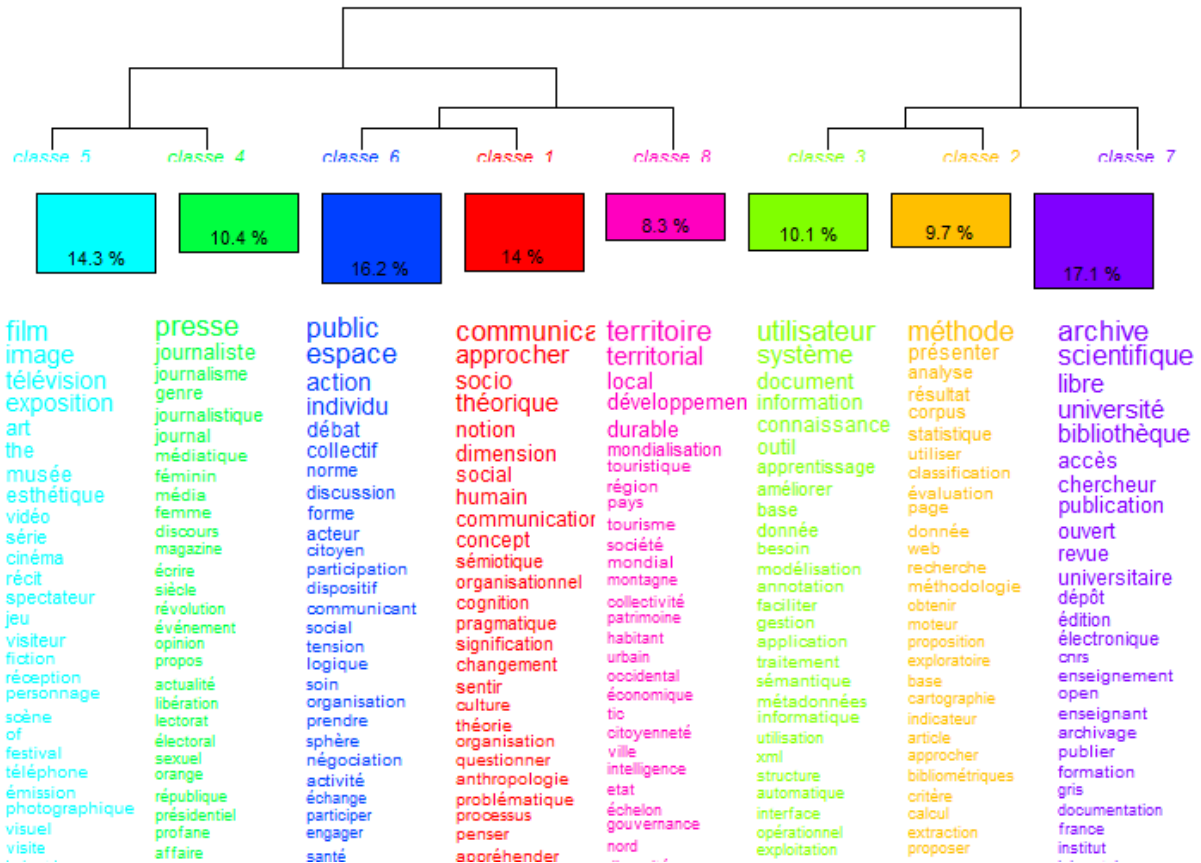 classe 5
classe 4
classe 6
classe 1
classe 8
classe 3
classe 2
classe 7
14.3 %
10.4 %
16.2 %
14 %
8.3 %
10.1 %
9.7 %
17.1 %
film
image
télévision
exposition
art
the
musée
esthétique
vidéo
série
cinéma
récit
spectateur
jeu
visiteur
fiction
réception
personnage
scène
of
festival
téléphone
émission
photographique
visuel
visite
presse
journaliste
journalisme
genre
journalistique
journal
médiatique
féminin
média
femme
discours
magazine
écrire
siècle
révolution
événement
opinion
propos
actualité
libération
lectorat
électoral
sexuel
orange
république
présidentiel
profane
affaire
public
espace
action
individu
débat
collectif
norme
discussion
forme
acteur
citoyen
participation
dispositif
communicant
social
tension
logique
soin
organisation
prendre
sphère
négociation
activité
échange
participer
engager
santé
communica
approcher
socio
théorique
notion
dimension
social
humain
communication
concept
sémiotique
organisationnel
cognition
pragmatique
signification
changement
sentir
culture
théorie
organisation
questionner
anthropologie
problématique
processus
penser
appréhender
territoire
territorial
local
développemen
durable
mondialisation
touristique
région
pays
tourisme
société
mondial
montagne
collectivité
patrimoine
habitant
urbain
occidental
économique
tic
citoyenneté
ville
intelligence
etat
échelon
gouvernance
nord
utilisateur
système
document
information
connaissance
outil
apprentissage
améliorer
base
donnée
besoin
modélisation
annotation
faciliter
gestion
application
traitement
sémantique
métadonnées
informatique
utilisation
xml
structure
automatique
interface
opérationnel
exploitation
méthode
présenter
analyse
résultat
corpus
statistique
utiliser
classification
évaluation
page
donnée
web
recherche
méthodologie
obtenir
moteur
proposition
exploratoire
base
cartographie
indicateur
article
approcher
bibliométriques
critère
calcul
extraction
proposer
archive
scientifique
libre
université
bibliothèque
accès
chercheur
publication
ouvert
revue
universitaire
dépôt
édition
électronique
cnrs
enseignement
open
enseignant
archivage
publier
formation
gris
documentation
france
institut